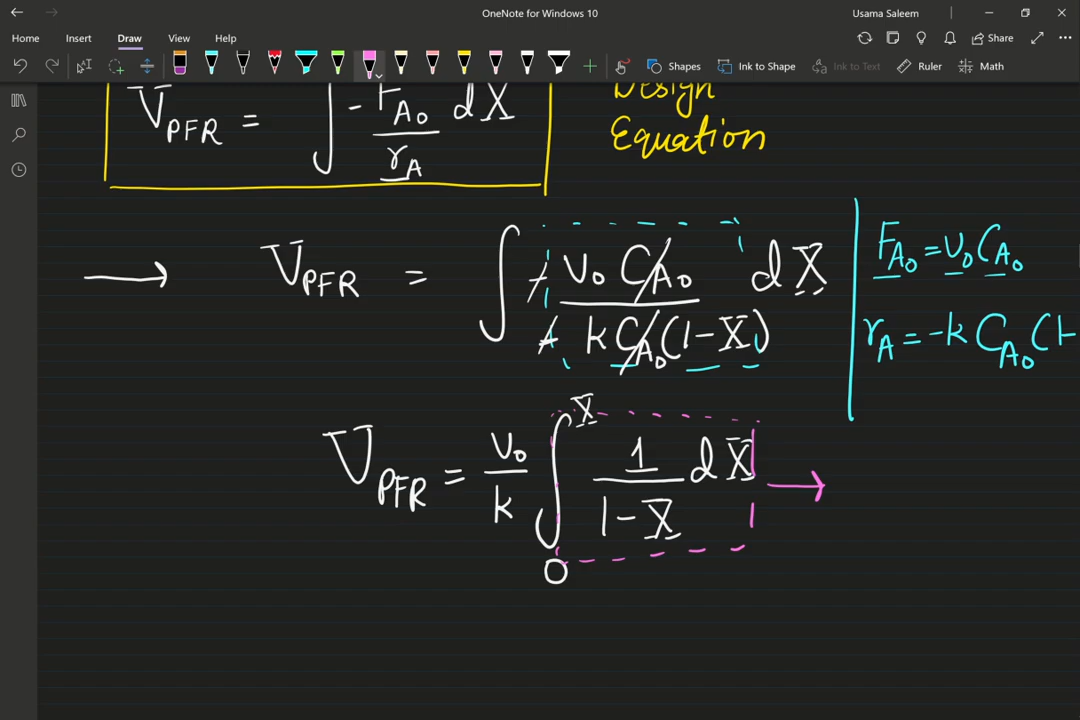 OneNote for Windows 10
Usama Saleem
Home Insert Draw View Help
Share
Shapes Ink to Shape Ink to Text Ruler Math
V_PFR = ∫ - F_A₀ / r_A dX
Design
Equation
→ V_PFR = ∫ - v₀ C_A₀ / - k C_A₀ (1-X) dX
F_A₀ = v₀ C_A₀
r_A = -k C_A₀ (1-
V_PFR = v₀/k ∫₀^X 1/(1-X) dX →